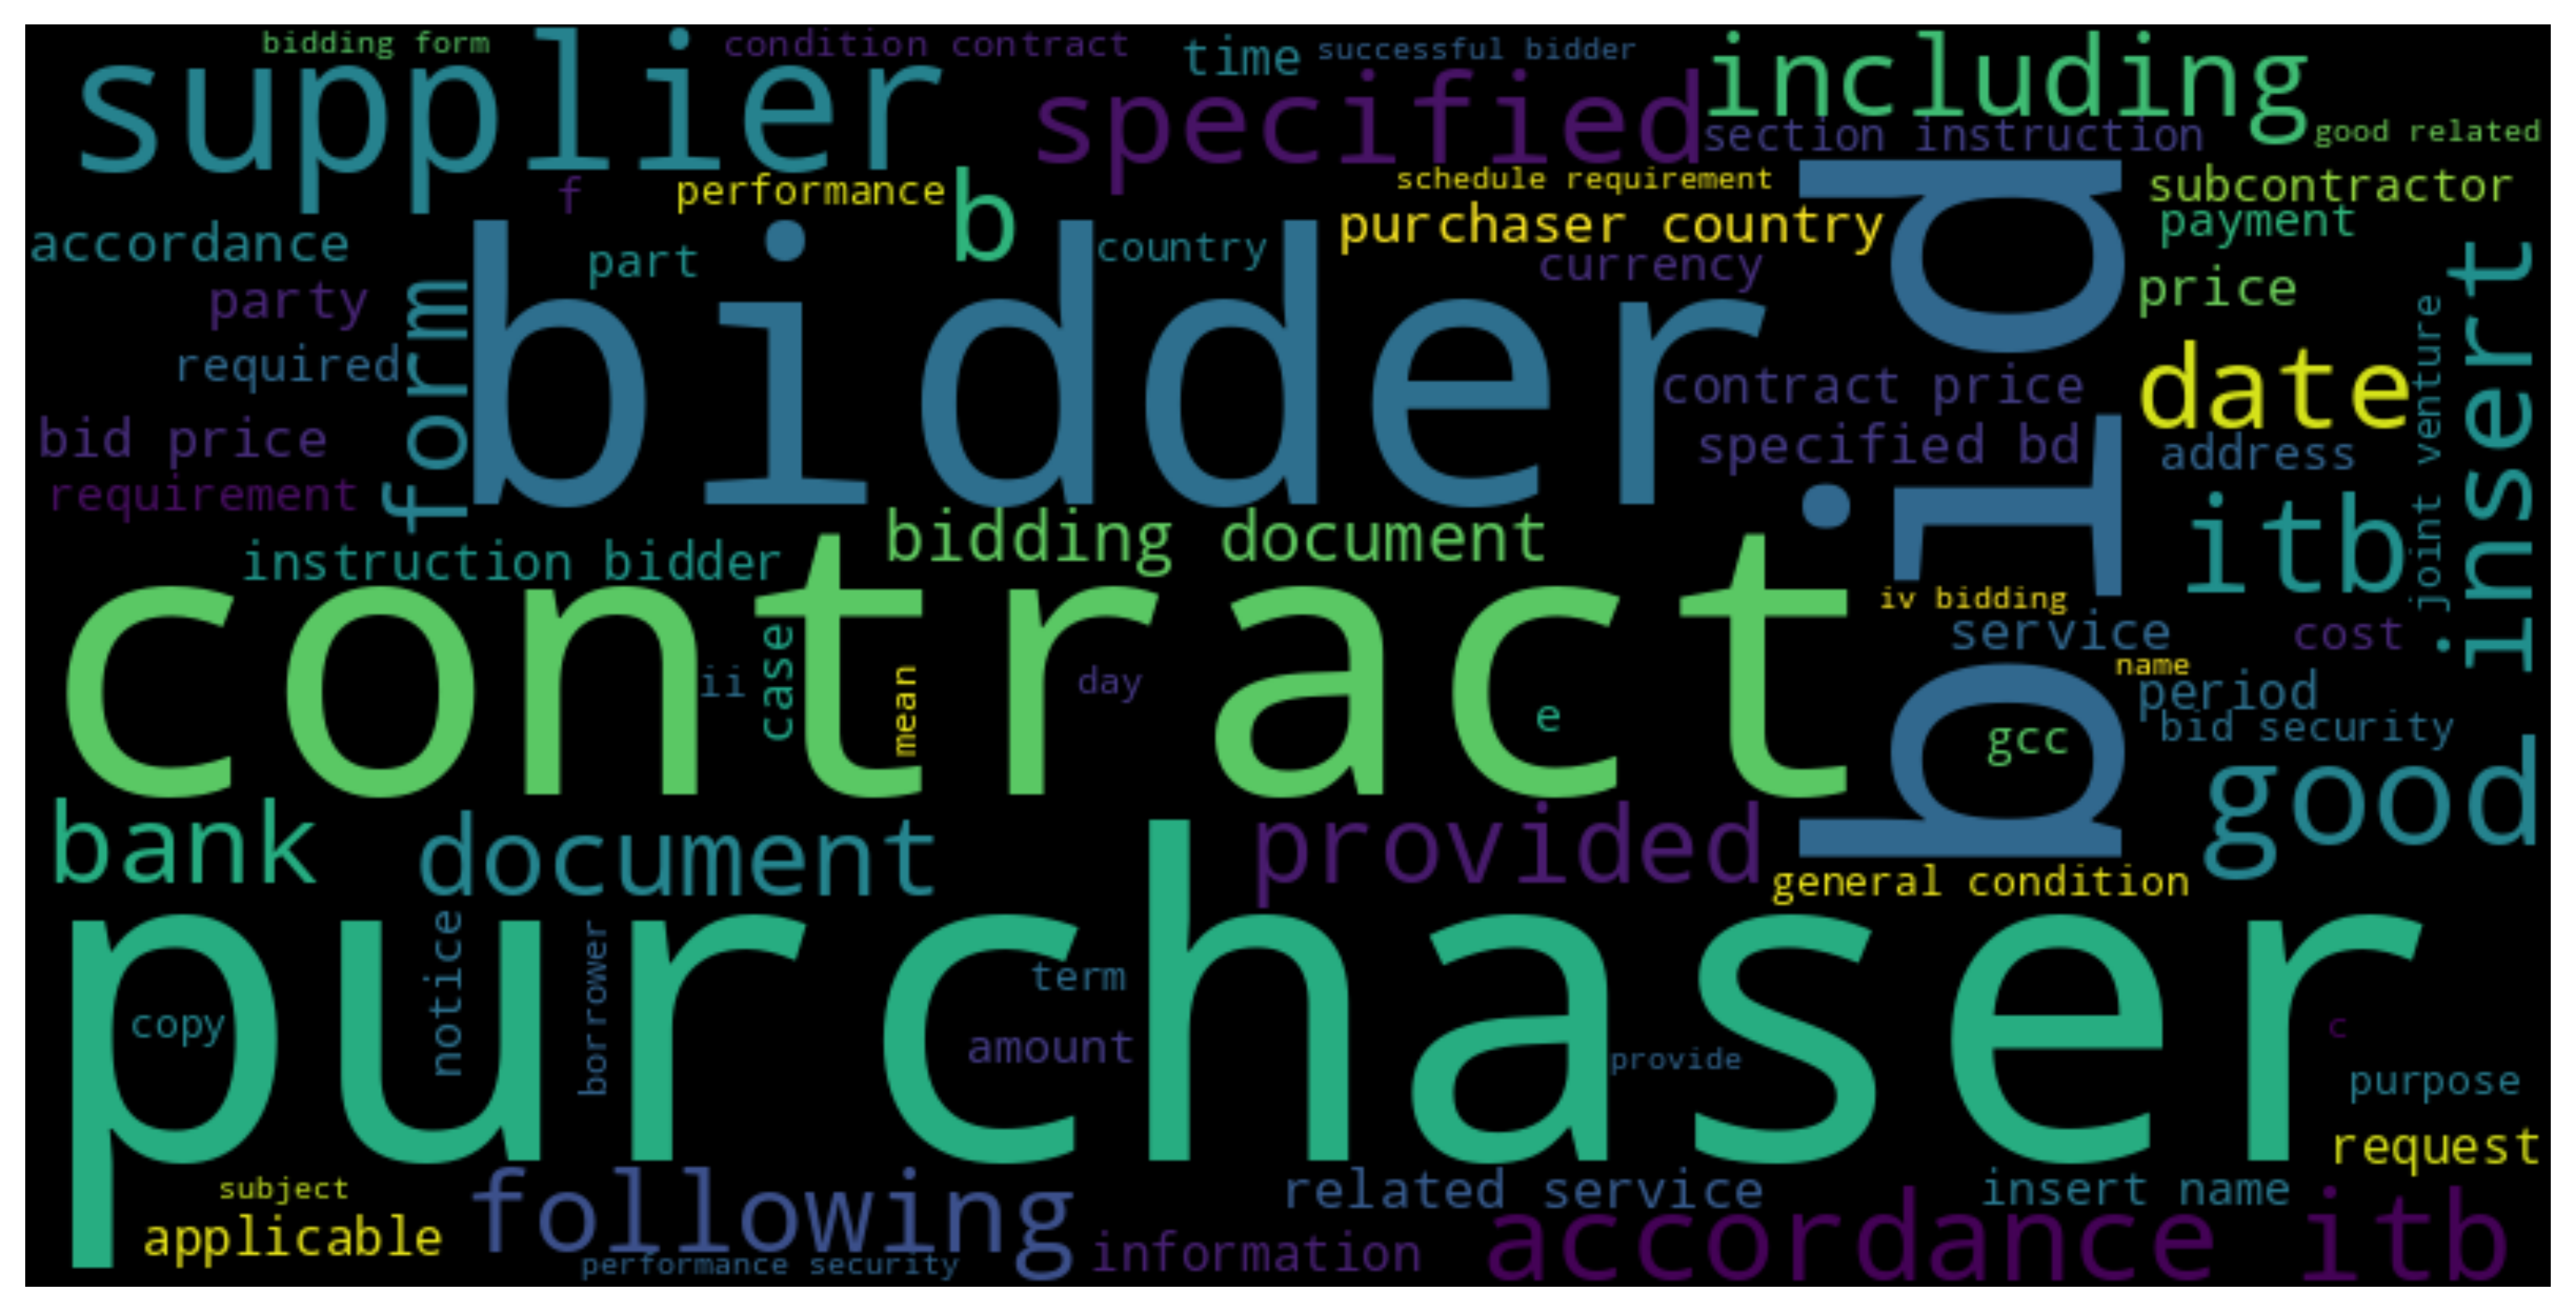 bidding form
condition contract
time
successful bidder
supplier
specified
including
section instruction
good related
f
performance
b
schedule requirement
subcontractor
accordance
part
country
purchaser country
payment
party
currency
price
form
bidder
bid
insert
required
contract price
date
joint venture
bid price
specified bd
address
requirement
instruction bidder
bidding document
itb
contract
iv bidding
service
cost
case
ii
mean
day
e
name
period
gcc
bid security
bank
document
provided
good
general condition
purchaser
notice
borrower
term
copy
amount
provide
c
purpose
request
subject
applicable
following
related service
insert name
performance security
information
accordance itb